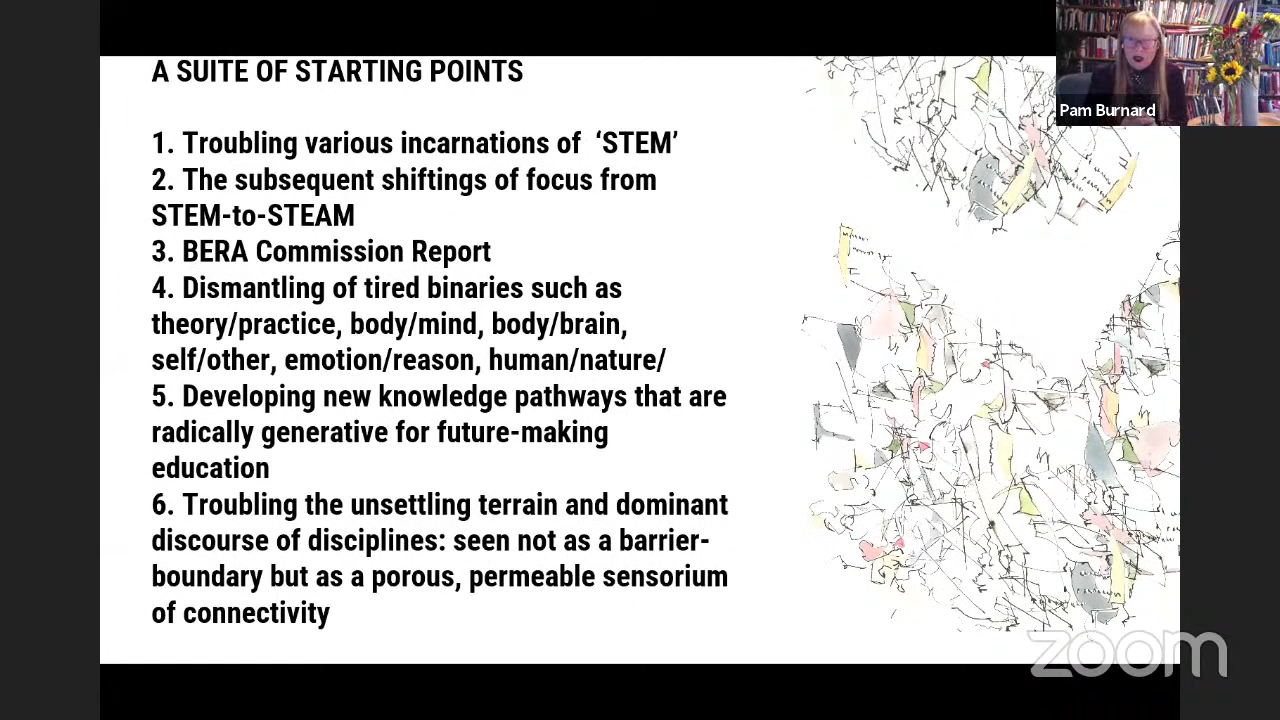 A SUITE OF STARTING POINTS
Pam Burnard
1. Troubling various incarnations of ‘STEM’
2. The subsequent shiftings of focus from
STEM-to-STEAM
3. BERA Commission Report
4. Dismantling of tired binaries such as
theory/practice, body/mind, body/brain,
self/other, emotion/reason, human/nature/
5. Developing new knowledge pathways that are
radically generative for future-making
education
6. Troubling the unsettling terrain and dominant
discourse of disciplines: seen not as a barrier-
boundary but as a porous, permeable sensorium
of connectivity
zoom